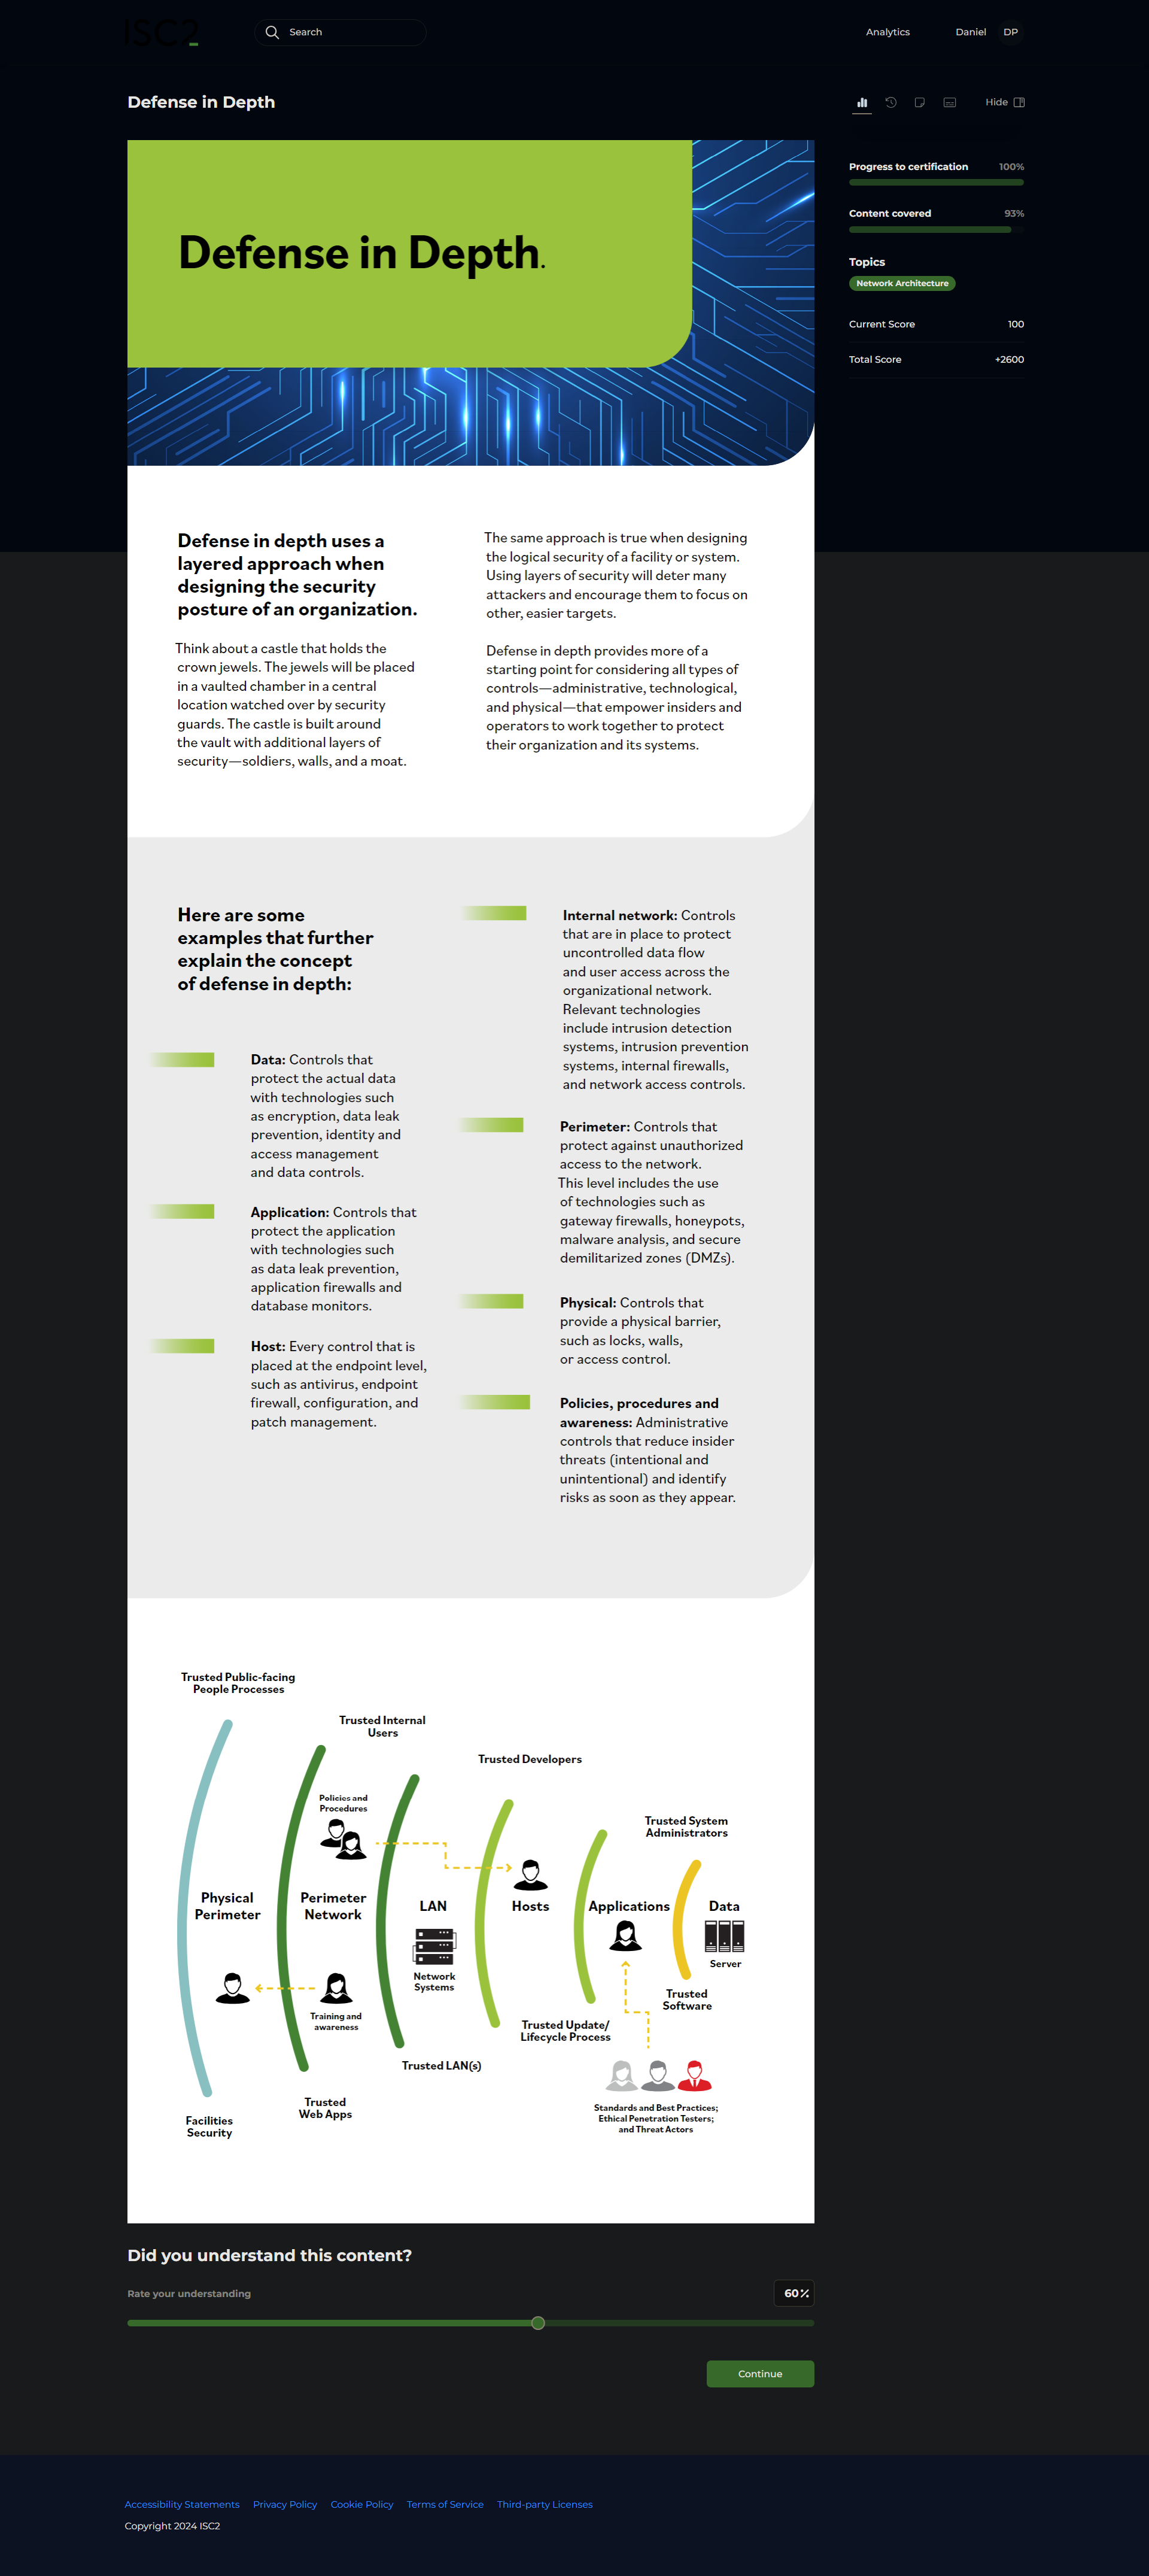 ISC2
Search
Analytics
Daniel
DP
Defense in Depth
Hide
Progress to certification 100%
Content covered 93%
Topics
Network Architecture
Current Score 100
Total Score +2600
Defense in Depth.
Defense in depth uses a
layered approach when
designing the security
posture of an organization.
Think about a castle that holds the
crown jewels. The jewels will be placed
in a vaulted chamber in a central
location watched over by security
guards. The castle is built around
the vault with additional layers of
security—soldiers, walls, and a moat.
The same approach is true when designing
the logical security of a facility or system.
Using layers of security will deter many
attackers and encourage them to focus on
other, easier targets.
Defense in depth provides more of a
starting point for considering all types of
controls—administrative, technological,
and physical—that empower insiders and
operators to work together to protect
their organization and its systems.
Here are some
examples that further
explain the concept
of defense in depth:
Data: Controls that
protect the actual data
with technologies such
as encryption, data leak
prevention, identity and
access management
and data controls.
Application: Controls that
protect the application
with technologies such
as data leak prevention,
application firewalls and
database monitors.
Host: Every control that is
placed at the endpoint level,
such as antivirus, endpoint
firewall, configuration, and
patch management.
Internal network: Controls
that are in place to protect
uncontrolled data flow
and user access across the
organizational network.
Relevant technologies
include intrusion detection
systems, intrusion prevention
systems, internal firewalls,
and network access controls.
Perimeter: Controls that
protect against unauthorized
access to the network.
This level includes the use
of technologies such as
gateway firewalls, honeypots,
malware analysis, and secure
demilitarized zones (DMZs).
Physical: Controls that
provide a physical barrier,
such as locks, walls,
or access control.
Policies, procedures and
awareness: Administrative
controls that reduce insider
threats (intentional and
unintentional) and identify
risks as soon as they appear.
Trusted Public-facing
People Processes
Trusted Internal
Users
Trusted Developers
Policies and
Procedures
Trusted System
Administrators
Physical
Perimeter
Perimeter
Network
LAN
Hosts
Applications
Data
Server
Network
Systems
Training and
awareness
Trusted
Software
Trusted Update/
Lifecycle Process
Trusted LAN(s)
Trusted
Web Apps
Facilities
Security
Standards and Best Practices;
Ethical Penetration Testers;
and Threat Actors
Did you understand this content?
Rate your understanding
60%
Continue
Accessibility Statements
Privacy Policy
Cookie Policy
Terms of Service
Third-party Licenses
Copyright 2024 ISC2